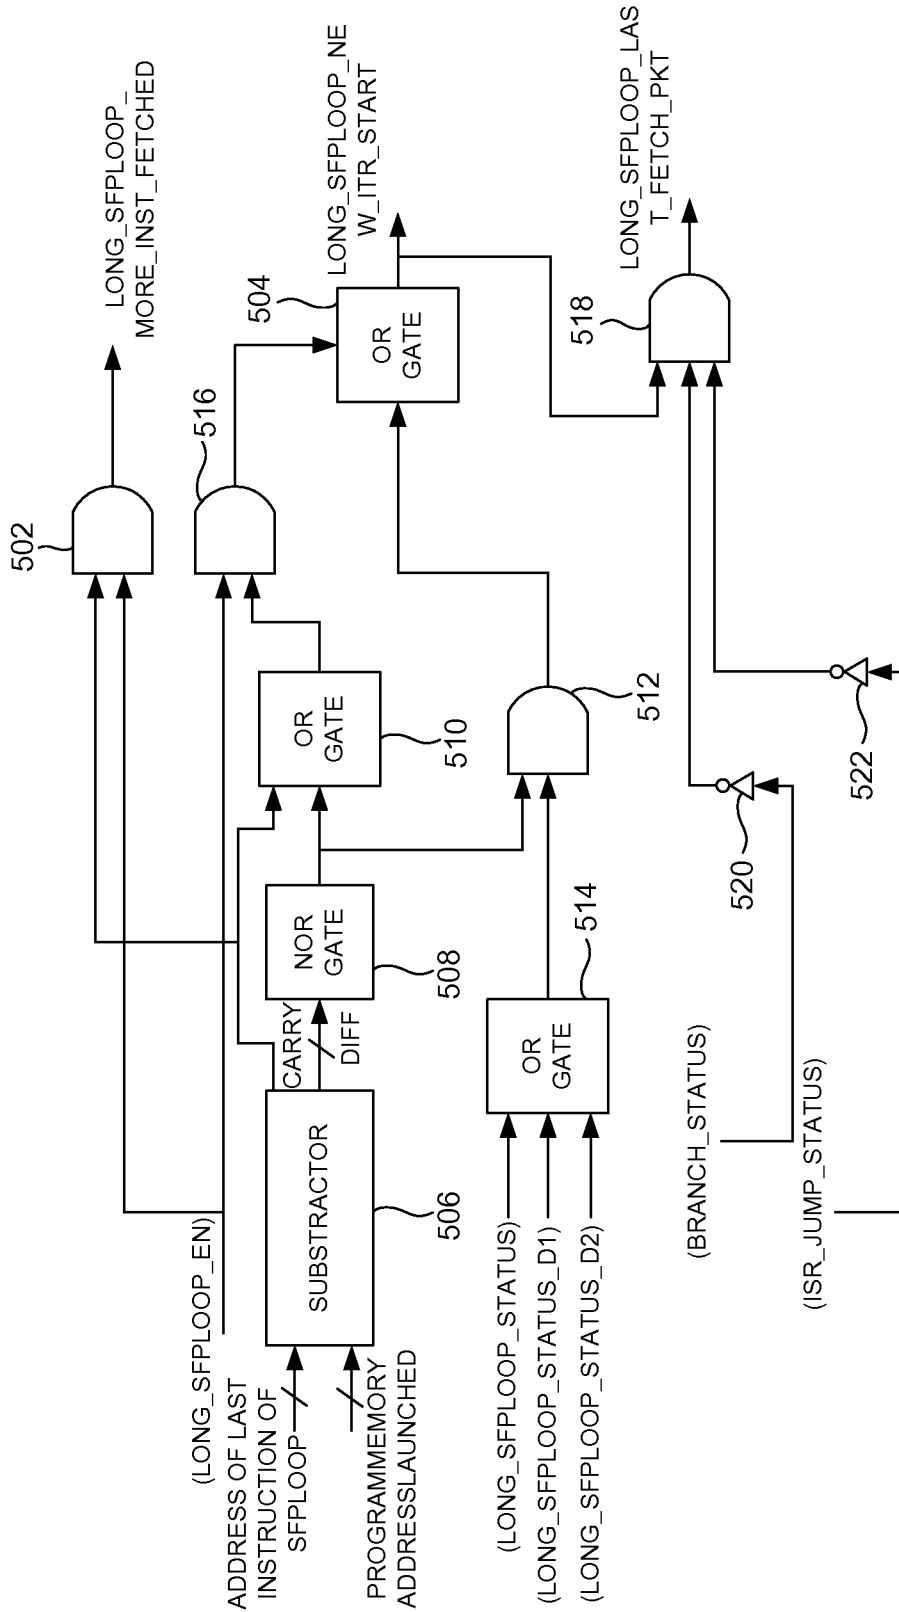 LONG_SFPLOOP_
MORE_INST_FETCHED
LONG_SFPLOOP_NE
W_ITR_START
LONG_SFPLOOP_LAS
T_FETCH_PKT
502
516
504
OR
GATE
518
OR
GATE
510
512
NOR
GATE
508
CARRY
DIFF
514
OR
GATE
520
522
SUBSTRACTOR
506
(LONG_SFPLOOP_EN)
ADDRESS OF LAST
INSTRUCTION OF
SFPLOOP
PROGRAMMEMORY
ADDRESSLAUNCHED
(LONG_SFPLOOP_STATUS)
(LONG_SFPLOOP_STATUS_D1)
(LONG_SFPLOOP_STATUS_D2)
(BRANCH_STATUS)
(ISR_JUMP_STATUS)